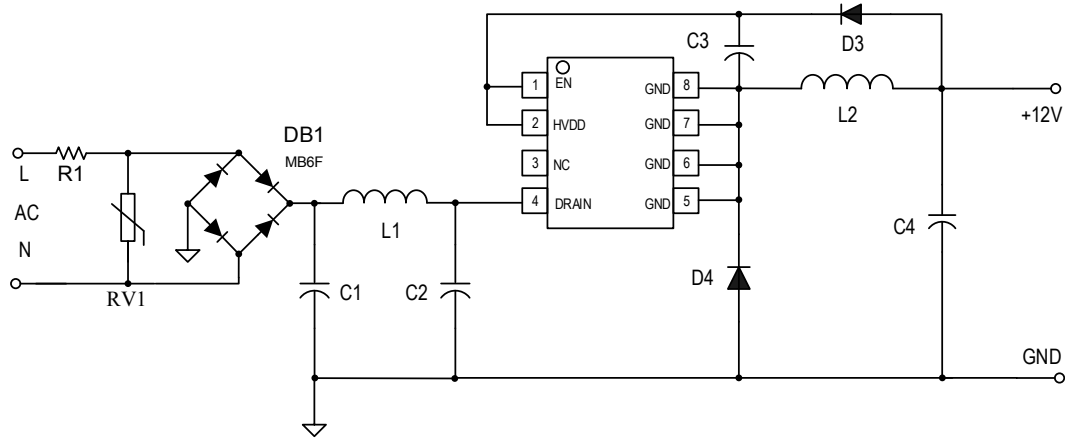 C3
D3
1
EN
GND
8
L2
+12V
2
HVDD
GND
7
DB1
MB6F
3
NC
GND
6
L
R1
4
DRAIN
GND
5
AC
L1
C4
N
D4
RV1
C1
C2
GND